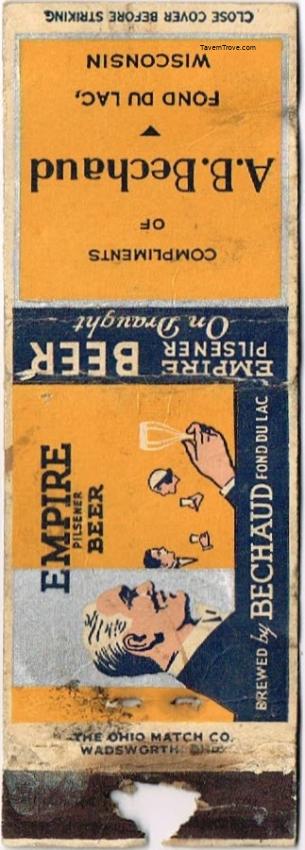 CLOSE COVER BEFORE STRIKING
TavernTrove.com
COMPLIMENTS
OF
A.B. Bechaud
FOND DU LAC,
WISCONSIN
EMPIRE
PILSENER
BEER
On Draught
EMPIRE
PILSENER
BEER
BREWED by BECHAUD FOND DU LAC
THE OHIO MATCH CO.
WADSWORTH OHIO